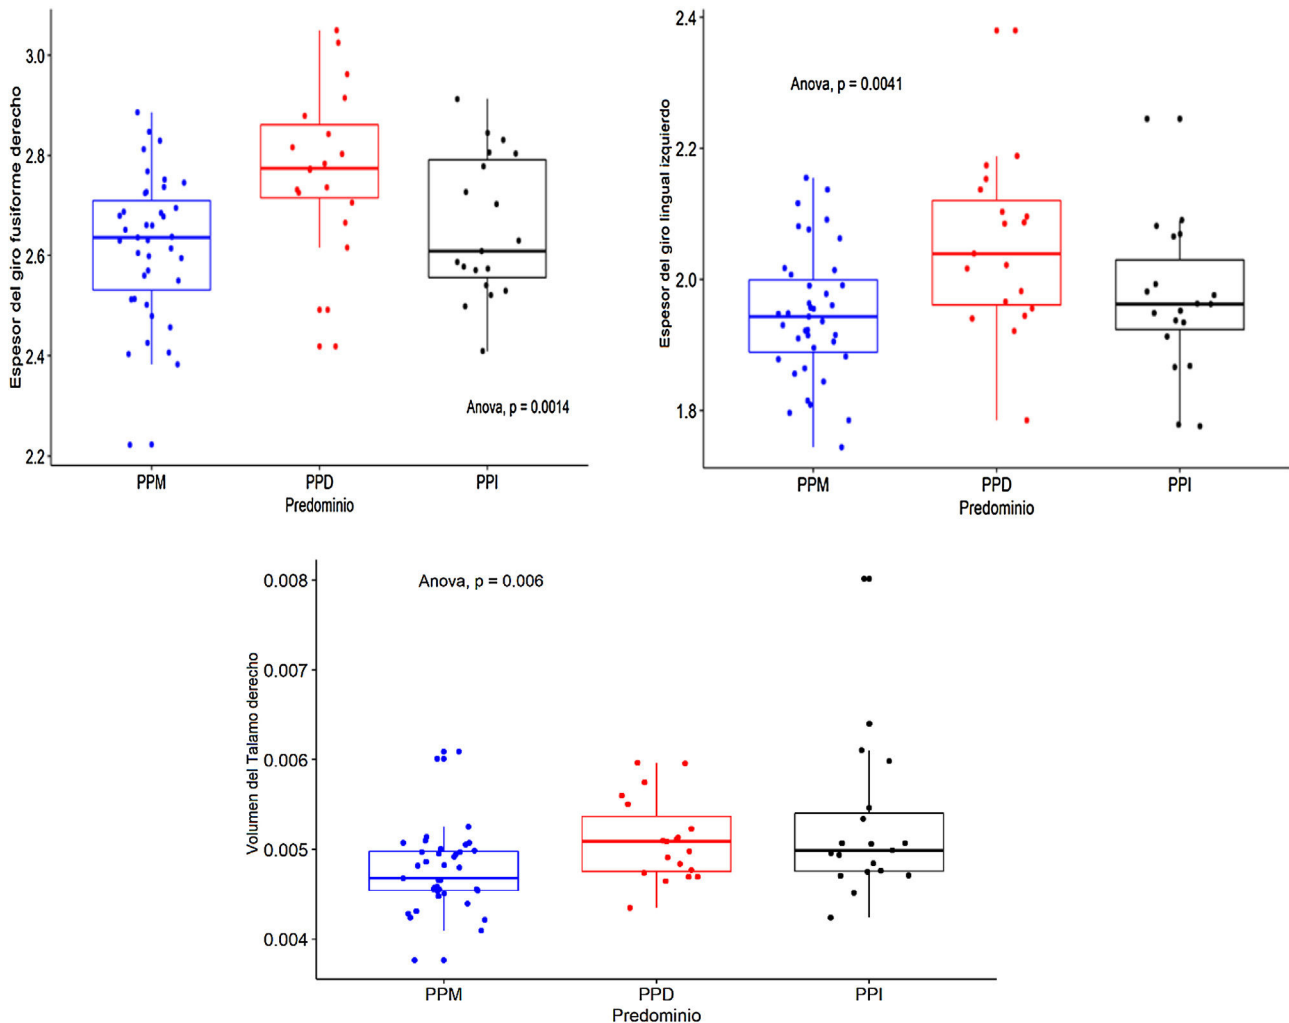 Espesor del giro fusiforme derecho
3.0
2.8
2.6
2.4
2.2
Anova, p = 0.0014
PPM PPD PPI
Predominio
Espesor del giro lingual izquierdo
2.4
2.2
2.0
1.8
Anova, p = 0.0041
PPM PPD PPI
Predominio
Volumen del Talamo derecho
0.008
0.007
0.006
0.005
0.004
Anova, p = 0.006
PPM PPD PPI
Predominio